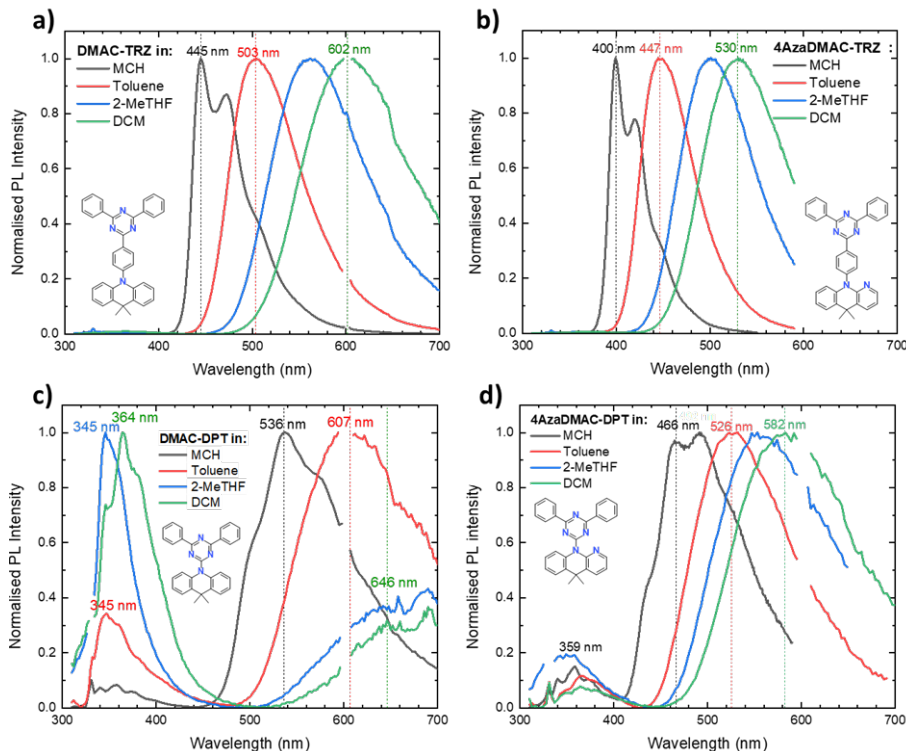 a)
DMAC-TRZ in:
MCH
Toluene
2-MeTHF
DCM
445 nm
503 nm
602 nm
Normalised PL Intensity
1.0
0.8
0.6
0.4
0.2
0.0
N
N
N
N
300
400
500
600
700
Wavelength (nm)
b)
400 nm
447 nm
530 nm
4AzaDMAC-TRZ :
MCH
Toluene
2-MeTHF
DCM
Normalised PL intensity
1.0
0.8
0.6
0.4
0.2
0.0
N
N
N
N
N
300
400
500
600
700
Wavelength (nm)
c)
345 nm
364 nm
DMAC-DPT in:
MCH
Toluene
2-MeTHF
DCM
536 nm
607 nm
345 nm
646 nm
Normalised PL Intensity
1.0
0.8
0.6
0.4
0.2
0.0
N
N
N
N
300
400
500
600
700
Wavelength (nm)
d)
4AzaDMAC-DPT in:
MCH
Toluene
2-MeTHF
DCM
466 nm
526 nm
582 nm
359 nm
Normalised PL Intensity
1.0
0.8
0.6
0.4
0.2
0.0
N
N
N
N
N
300
400
500
600
700
Wavelength (nm)